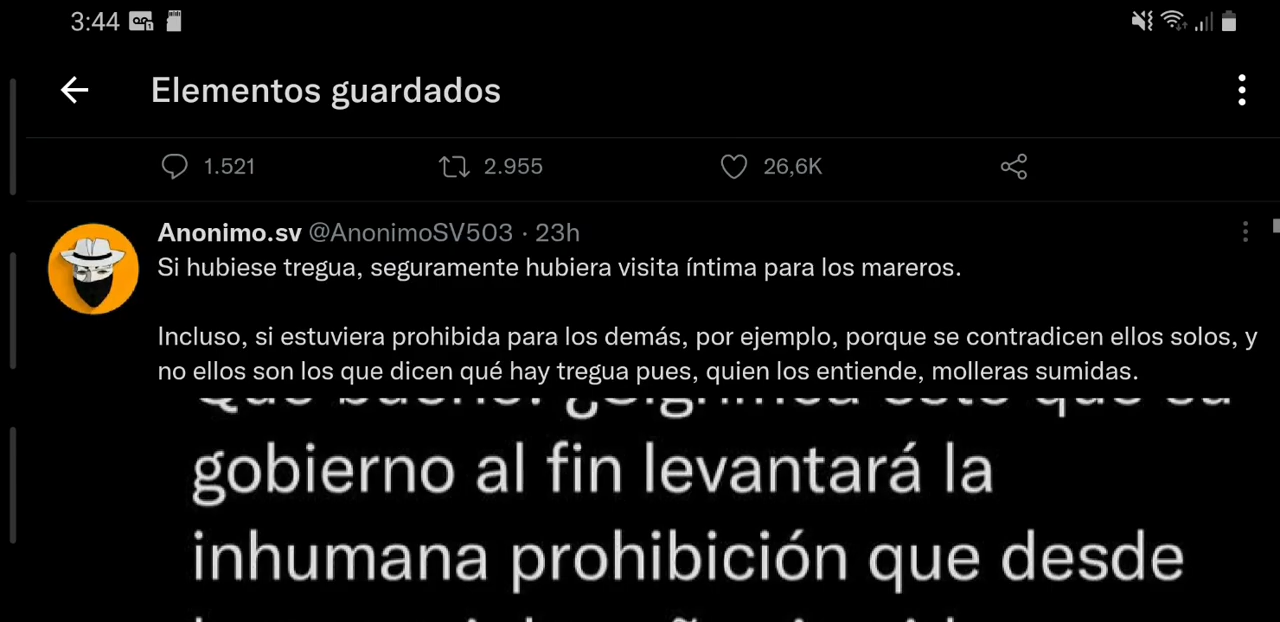 3:44
Elementos guardados
1.521 2.955 26,6K
Anonimo.sv @AnonimoSV503 · 23h
Si hubiese tregua, seguramente hubiera visita íntima para los mareros.
Incluso, si estuviera prohibida para los demás, por ejemplo, porque se contradicen ellos solos, y
no ellos son los que dicen qué hay tregua pues, quien los entiende, molleras sumidas.
gobierno al fin levantará la
inhumana prohibición que desde